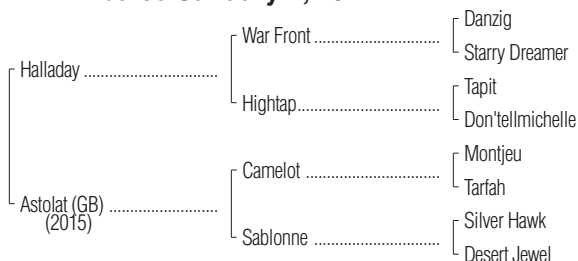 Danzig
War Front ........................................
Starry Dreamer
Halladay ..........................................
Tapit
Hightap.............................................
Don'tellmichelle
Montjeu
Camelot ..........................................
Tarfah
Astolat (GB) ..................................
(2015)
Silver Hawk
Sablonne ........................................
Desert Jewel